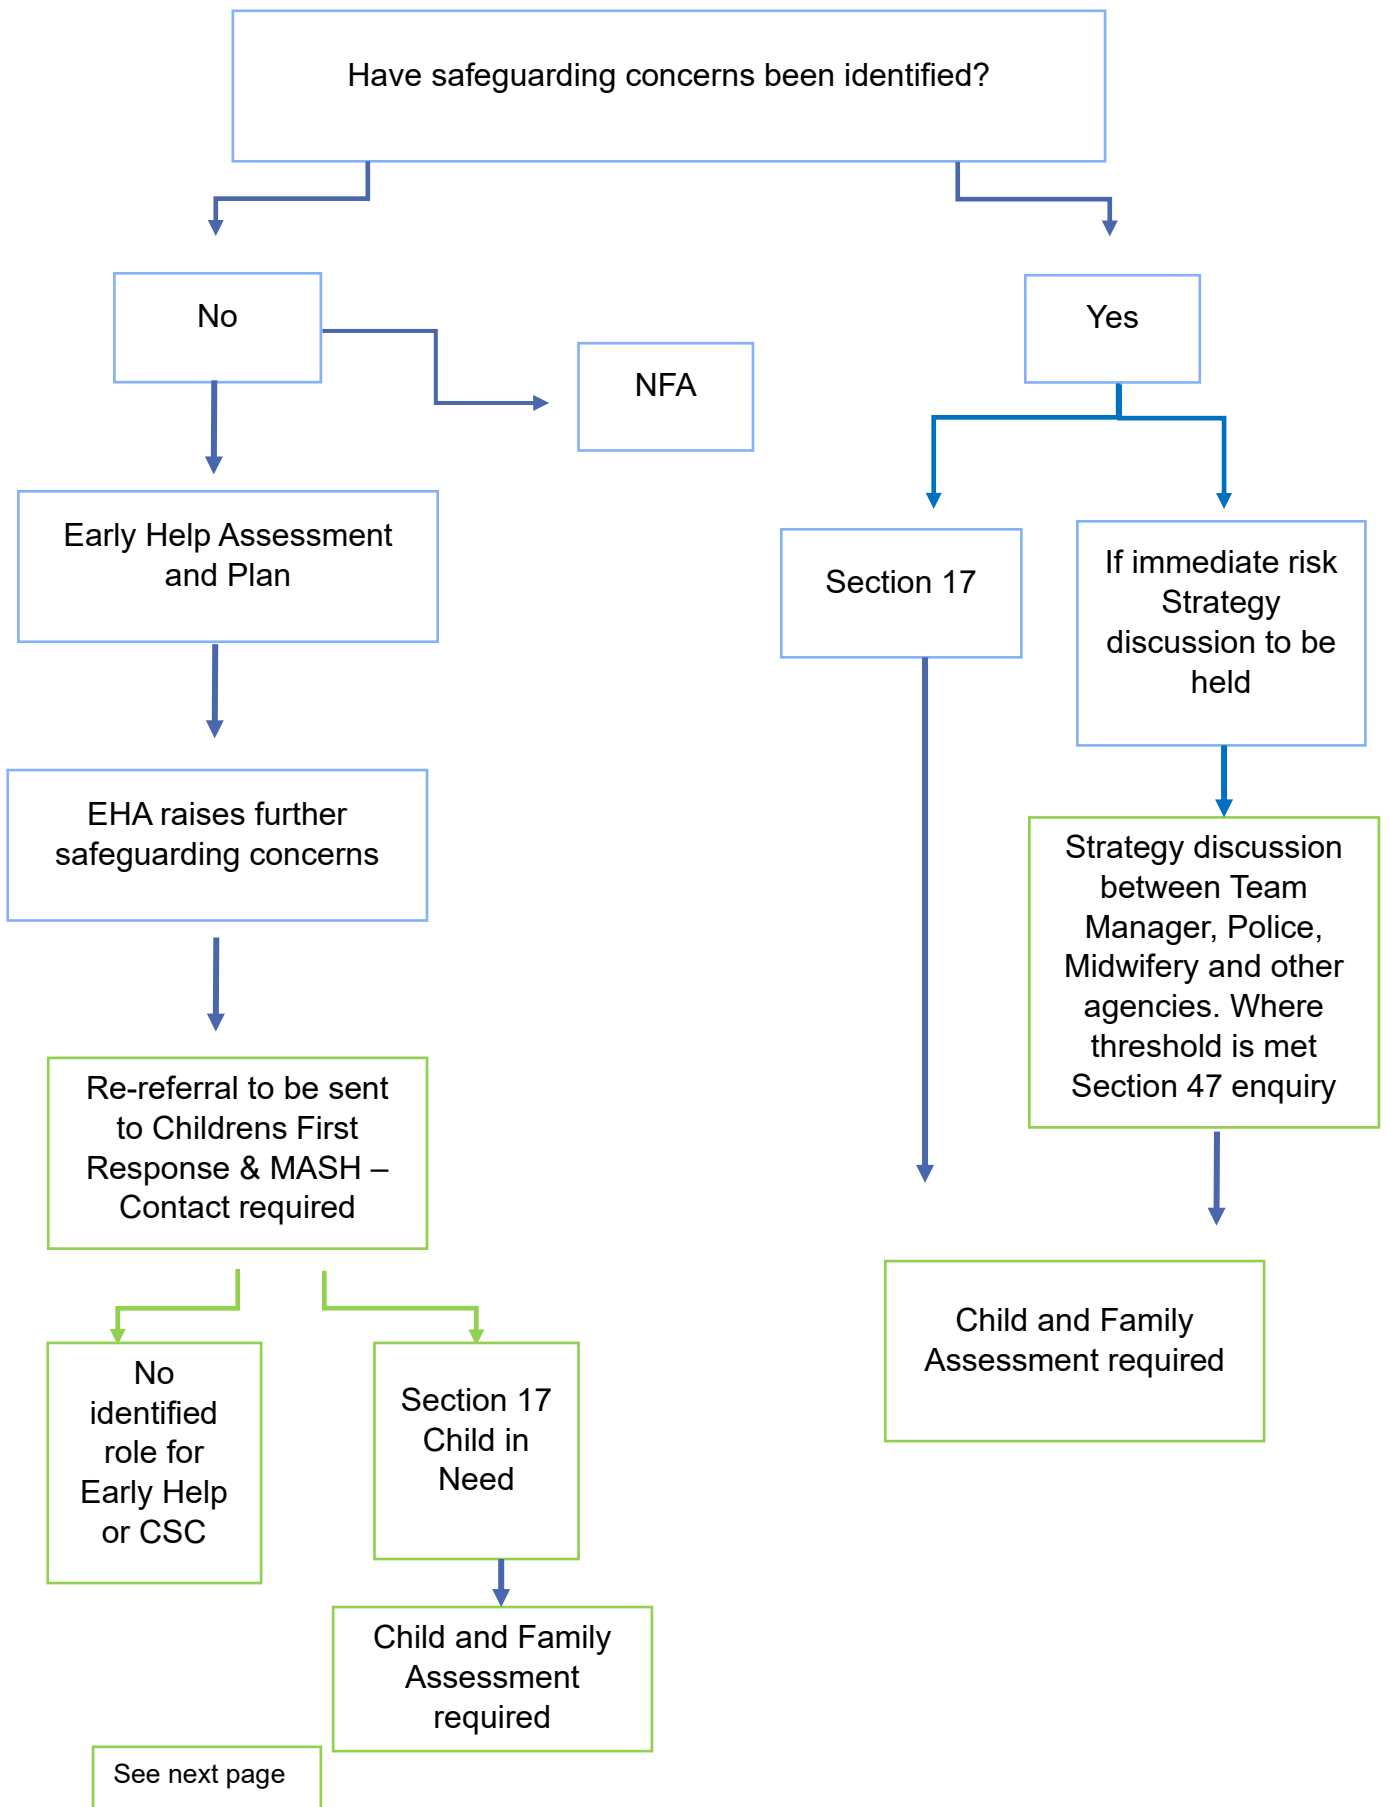 Have safeguarding concerns been identified?
No
Yes
NFA
Early Help Assessment
and Plan
Section 17
If immediate risk
Strategy
discussion to be
held
EHA raises further
safeguarding concerns
Strategy discussion
between Team
Manager, Police,
Midwifery and other
agencies. Where
threshold is met
Section 47 enquiry
Re-referral to be sent
to Childrens First
Response & MASH –
Contact required
Child and Family
Assessment required
No
identified
role for
Early Help
or CSC
Section 17
Child in
Need
Child and Family
Assessment
required
See next page